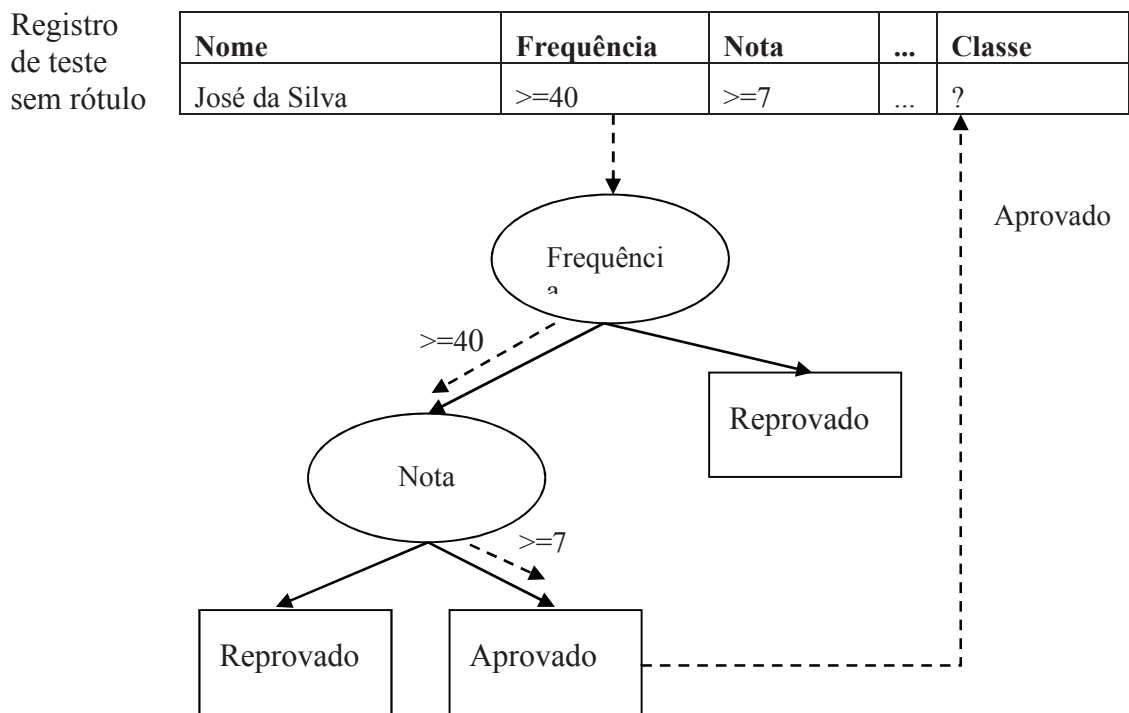 Registro
de teste
sem rótulo
Nome Frequência Nota ... Classe
José da Silva >=40 >=7 ... ?
Aprovado
Frequênci
a
>=40
Reprovado
Nota
>=7
Reprovado Aprovado